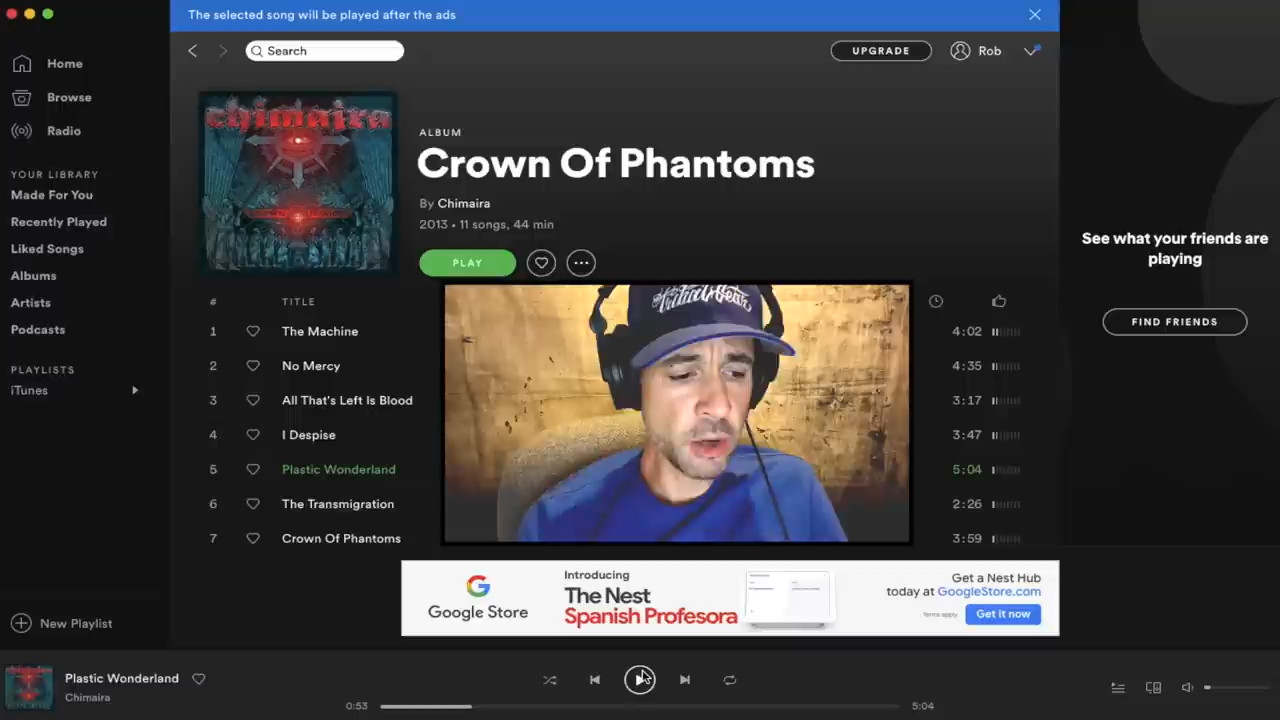 The selected song will be played after the ads
Search
UPGRADE
Rob
Home
Browse
Radio
YOUR LIBRARY
Made For You
Recently Played
Liked Songs
Albums
Artists
Podcasts
PLAYLISTS
iTunes
New Playlist
chimaira
ALBUM
Crown Of Phantoms
By Chimaira
2013 • 11 songs, 44 min
PLAY
# TITLE
1 The Machine 4:02
2 No Mercy 4:35
3 All That's Left Is Blood 3:17
4 I Despise 3:47
5 Plastic Wonderland 5:04
6 The Transmigration 2:26
7 Crown Of Phantoms 3:59
See what your friends are
playing
FIND FRIENDS
Google Store
Introducing
The Nest
Spanish Profesora
Get a Nest Hub
today at GoogleStore.com
Terms apply
Get it now
Plastic Wonderland
Chimaira
0:53
5:04